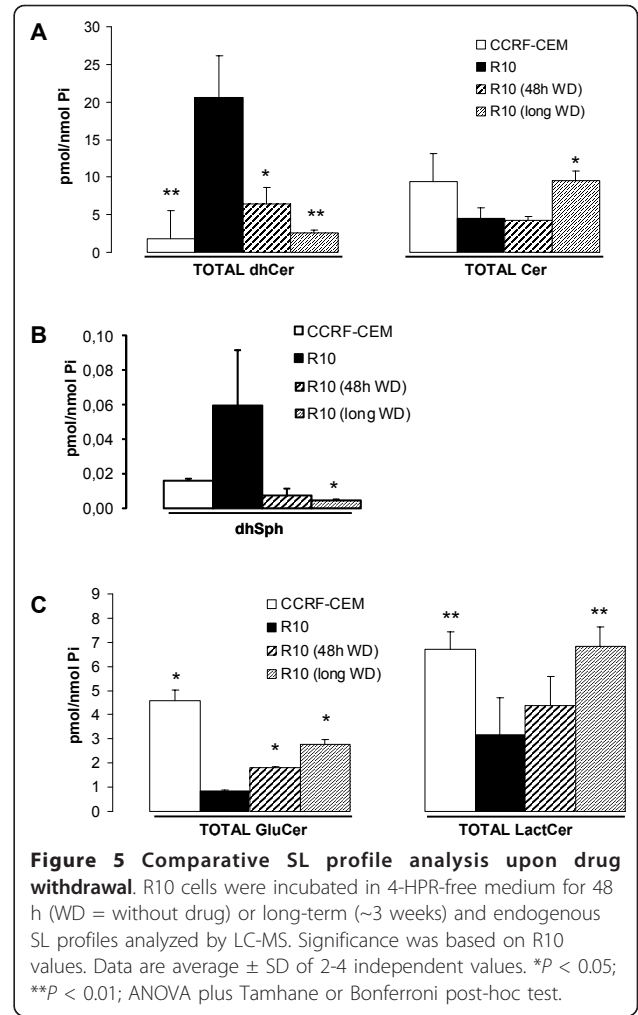 A
pmol/nmol Pi
30
25
20
15
10
5
0
**
*
**
*
CCRF-CEM
R10
R10 (48h WD)
R10 (long WD)
TOTAL dhCer
TOTAL Cer
B
pmol/nmol Pi
0,10
0,08
0,06
0,04
0,02
0,00
*
CCRF-CEM
R10
R10 (48h WD)
R10 (long WD)
dhSph
C
pmol/nmol Pi
9
8
7
6
5
4
3
2
1
0
*
*
*
**
**
CCRF-CEM
R10
R10 (48h WD)
R10 (long WD)
TOTAL GluCer
TOTAL LactCer
Figure 5 Comparative SL profile analysis upon drug
withdrawal. R10 cells were incubated in 4-HPR-free medium for 48
h (WD = without drug) or long-term (~3 weeks) and endogenous
SL profiles analyzed by LC-MS. Significance was based on R10
values. Data are average ± SD of 2-4 independent values. *P < 0.05;
**P < 0.01; ANOVA plus Tamhane or Bonferroni post-hoc test.